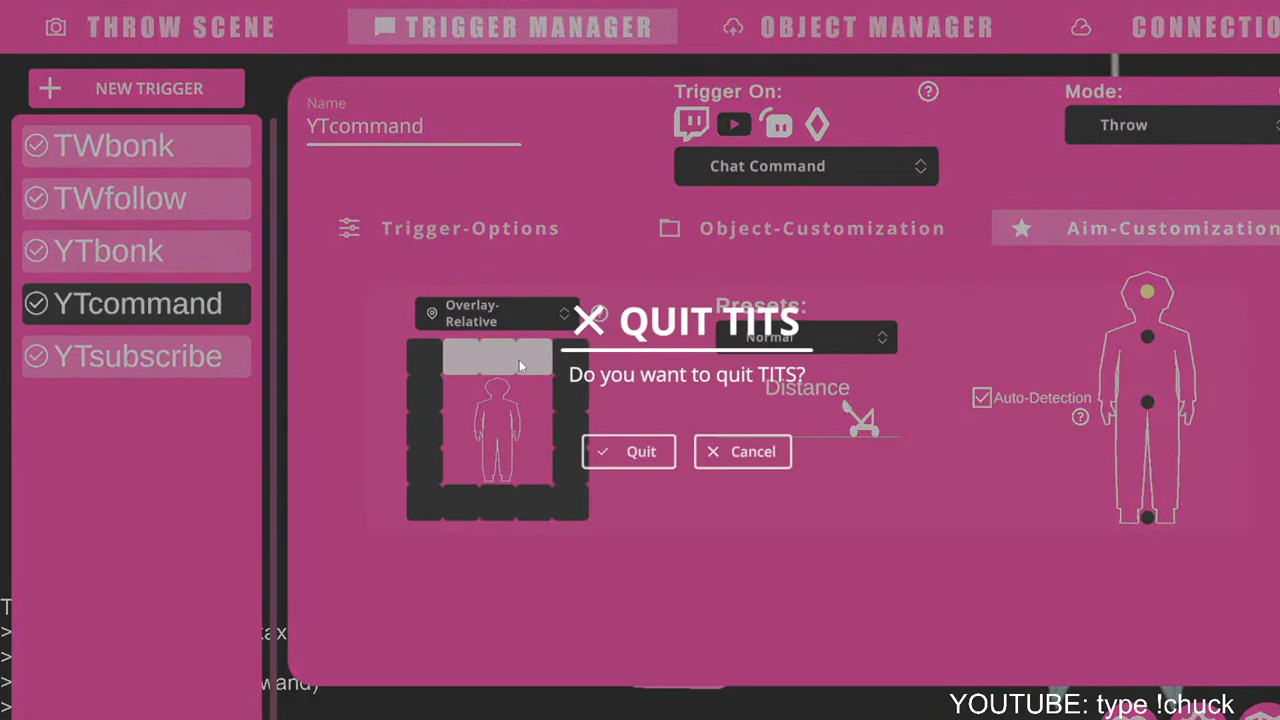 THROW SCENE
TRIGGER MANAGER
OBJECT MANAGER
CONNECTIO
NEW TRIGGER
TWbonk
TWfollow
YTbonk
YTcommand
YTsubscribe
Name
YTcommand
Trigger On:
Chat Command
Mode:
Throw
Trigger-Options
Object-Customization
Aim-Customization
Overlay-
Relative
Presets:
Normal
Distance
Auto-Detection
QUIT TITS
Do you want to quit TITS?
Quit
Cancel
T
>
> kax
>
> wand)
>
YOUTUBE: type !chuck